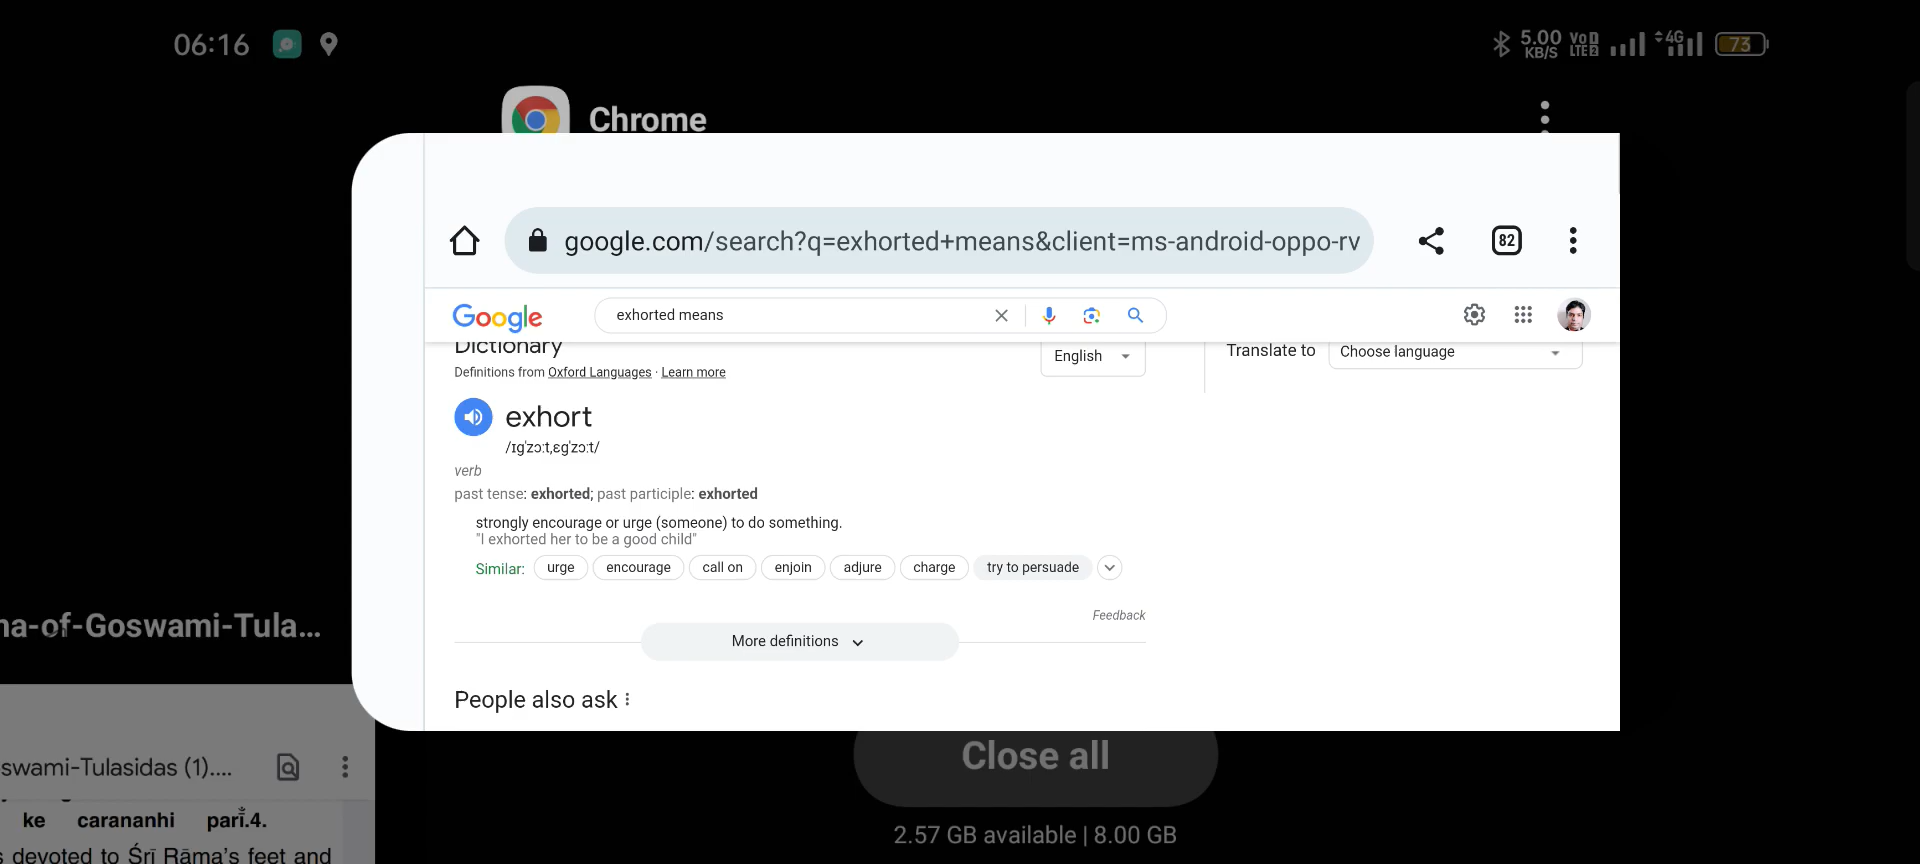 06:16
5.00 KB/S VoD LTE2 4G 73
Chrome
google.com/search?q=exhorted+means&client=ms-android-oppo-rv
82
Google
exhorted means
Dictionary
English
Translate to
Choose language
Definitions from Oxford Languages · Learn more
exhort
/ɪɡˈzɔːt,ɛɡˈzɔːt/
verb
past tense: exhorted; past participle: exhorted
strongly encourage or urge (someone) to do something.
"I exhorted her to be a good child"
Similar: urge encourage call on enjoin adjure charge try to persuade
Feedback
More definitions
People also ask
na-of-Goswami-Tula...
swami-Tulasidas (1)....
ke carananhi
s devoted to Śrī Rāma's feet and
Close all
2.57 GB available | 8.00 GB